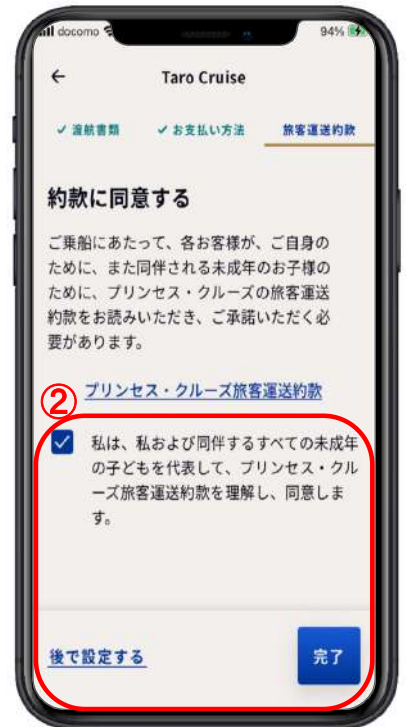 docomo
94%
← Taro Cruise
✓ 渡航書類 ✓ お支払い方法 旅客運送約款
約款に同意する
ご乗船にあたって、各お客様が、ご自身の
ために、また同伴される未成年のお子様の
ために、プリンセス・クルーズの旅客運送
約款をお読みいただき、ご承諾いただく必
要があります。
②
プリンセス・クルーズ旅客運送約款
私は、私および同伴するすべての未成年
の子どもを代表して、プリンセス・クル
ーズ旅客運送約款を理解し、同意しま
す。
後で設定する 完了